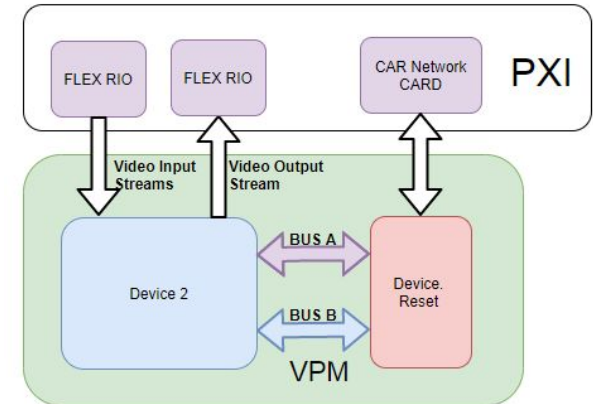 FLEX RIO
FLEX RIO
CAR Network
CARD
PXI
Video Input
Streams
Video Output
Stream
BUS A
Device 2
Device.
Reset
BUS B
VPM